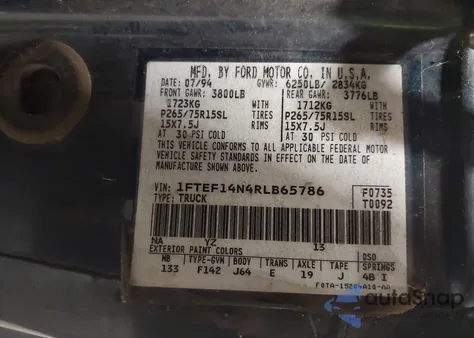 MFD. BY FORD MOTOR CO. IN U.S.A.
DATE: 07/94 GVWR: 6250LB/ 2834KG
FRONT GAWR: 3800LB REAR GAWR: 3776LB
1723KG WITH 1712KG WITH
P265/75R15SL TIRES P265/75R15SL TIRES
15X7.5J RIMS 15X7.5J RIMS
AT 30 PSI COLD AT 30 PSI COLD
THIS VEHICLE CONFORMS TO ALL APPLICABLE FEDERAL MOTOR
VEHICLE SAFETY STANDARDS IN EFFECT ON THE DATE OF
MANUFACTURE SHOWN ABOVE.
VIN: 1FTEF14N4RLB65786 F0735
TYPE: TRUCK T0092
NA YZ 13
EXTERIOR PAINT COLORS DSO
WB TYPE-GVW BODY TRANS AXLE TAPE SPRINGS
133 F142 J64 E 19 J 4B I
autoSnap